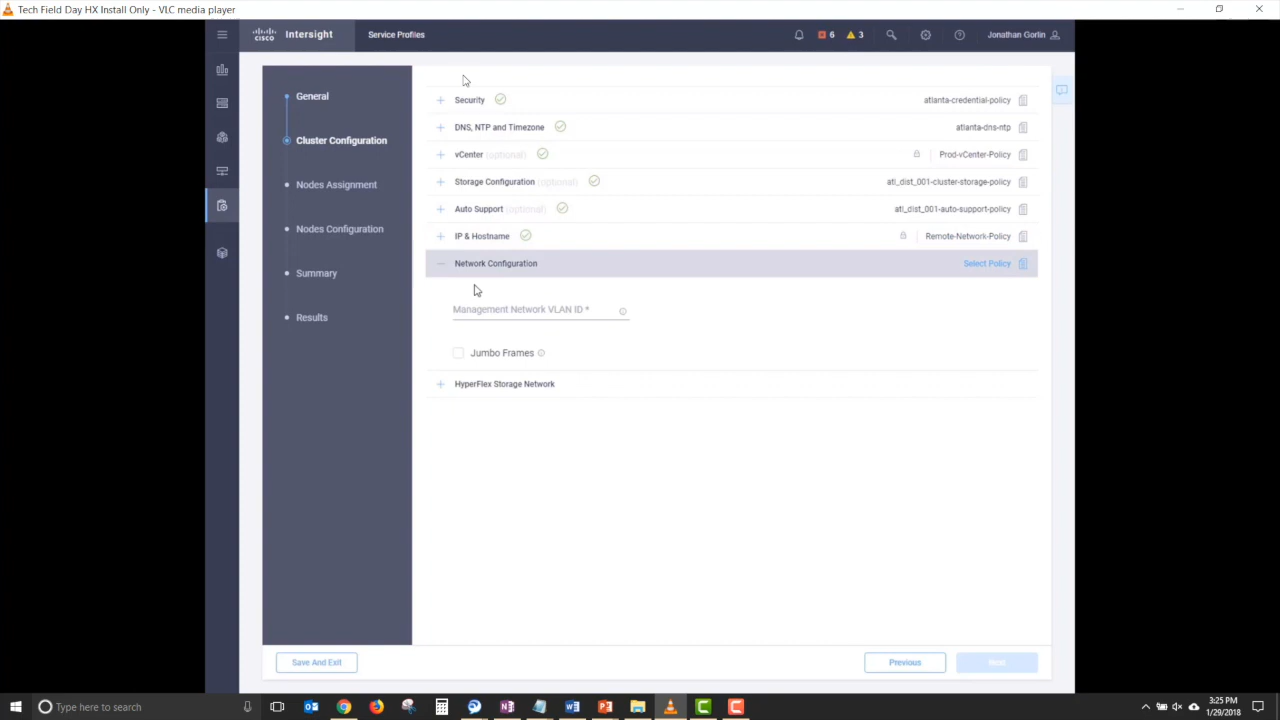 Tech Field Day HX Install Only - VLC media player
cisco Intersight Service Profiles 6 3 Jonathan Gorlin
General
Cluster Configuration
Nodes Assignment
Nodes Configuration
Summary
Results
Security atlanta-credential-policy
DNS, NTP and Timezone atlanta-dns-ntp
vCenter (optional) Prod-vCenter-Policy
Storage Configuration (optional) atl_dist_001-cluster-storage-policy
Auto Support (optional) atl_dist_001-auto-support-policy
IP & Hostname Remote-Network-Policy
Network Configuration Select Policy
Management Network VLAN ID *
Jumbo Frames
HyperFlex Storage Network
Save And Exit Previous Next
Type here to search
3:25 PM
1/29/2018